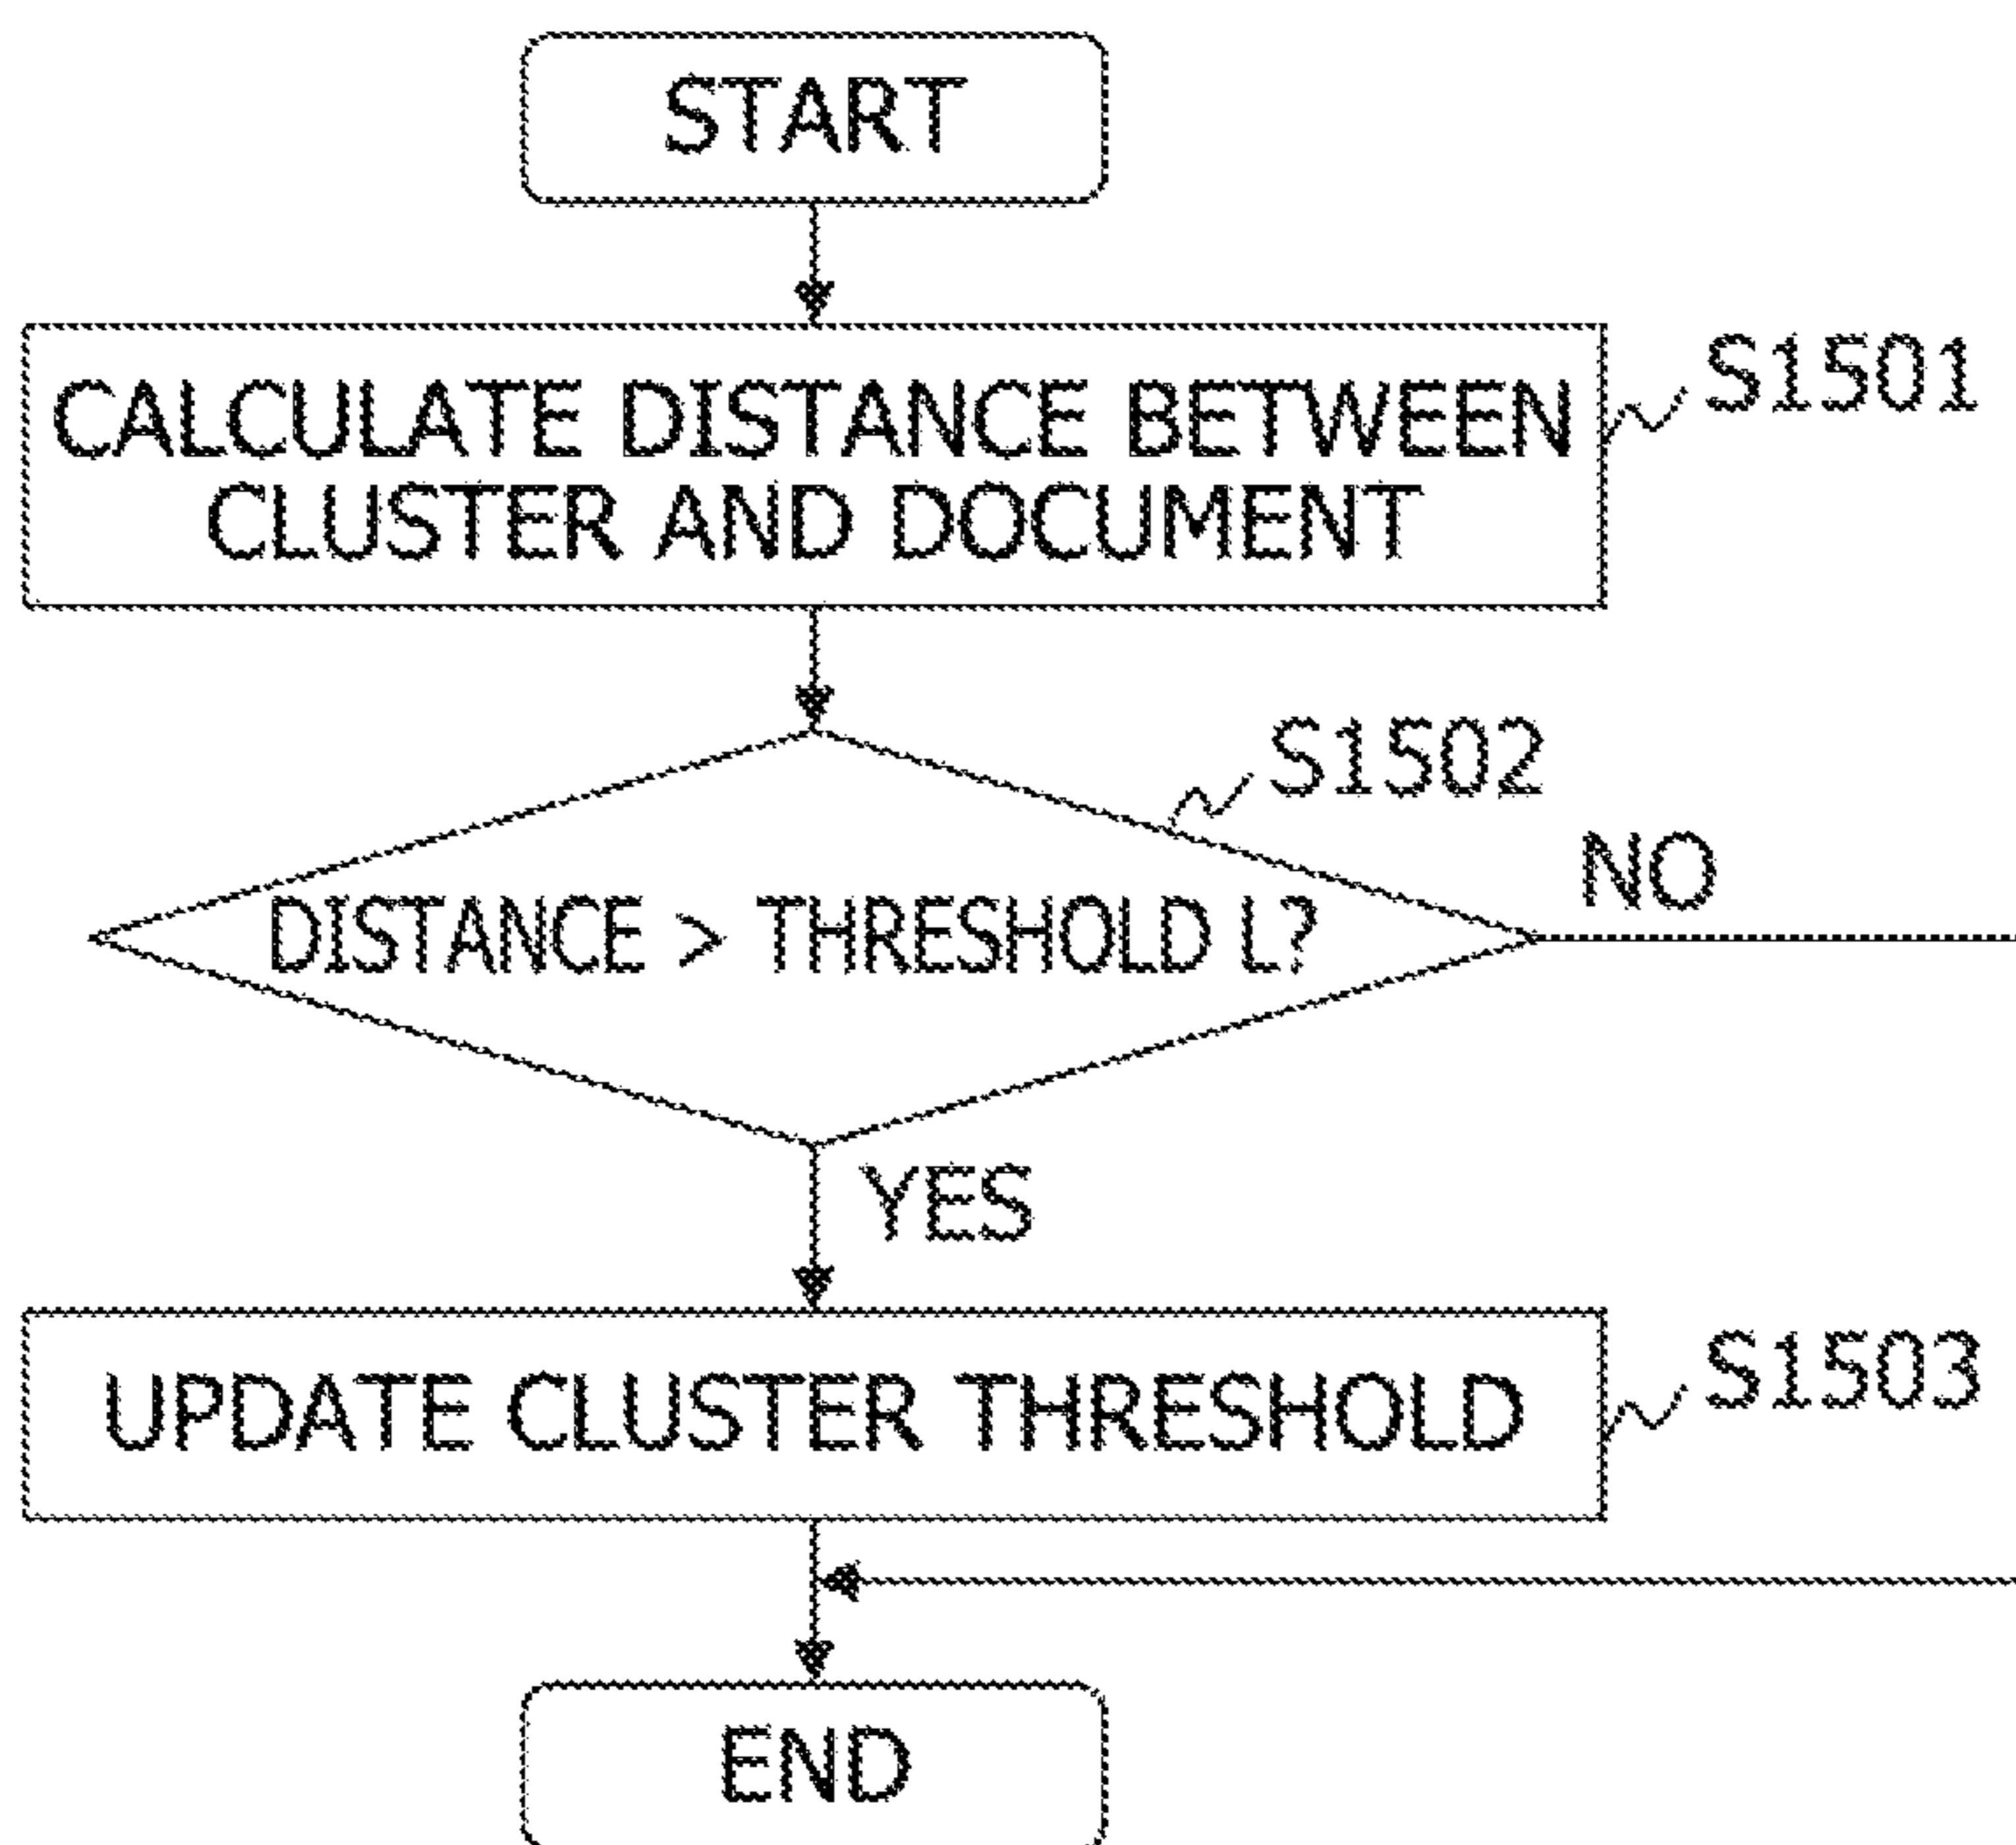 START
CALCULATE DISTANCE BETWEEN
CLUSTER AND DOCUMENT
S1501
S1502
DISTANCE > THRESHOLD L?
NO
YES
UPDATE CLUSTER THRESHOLD
S1503
END